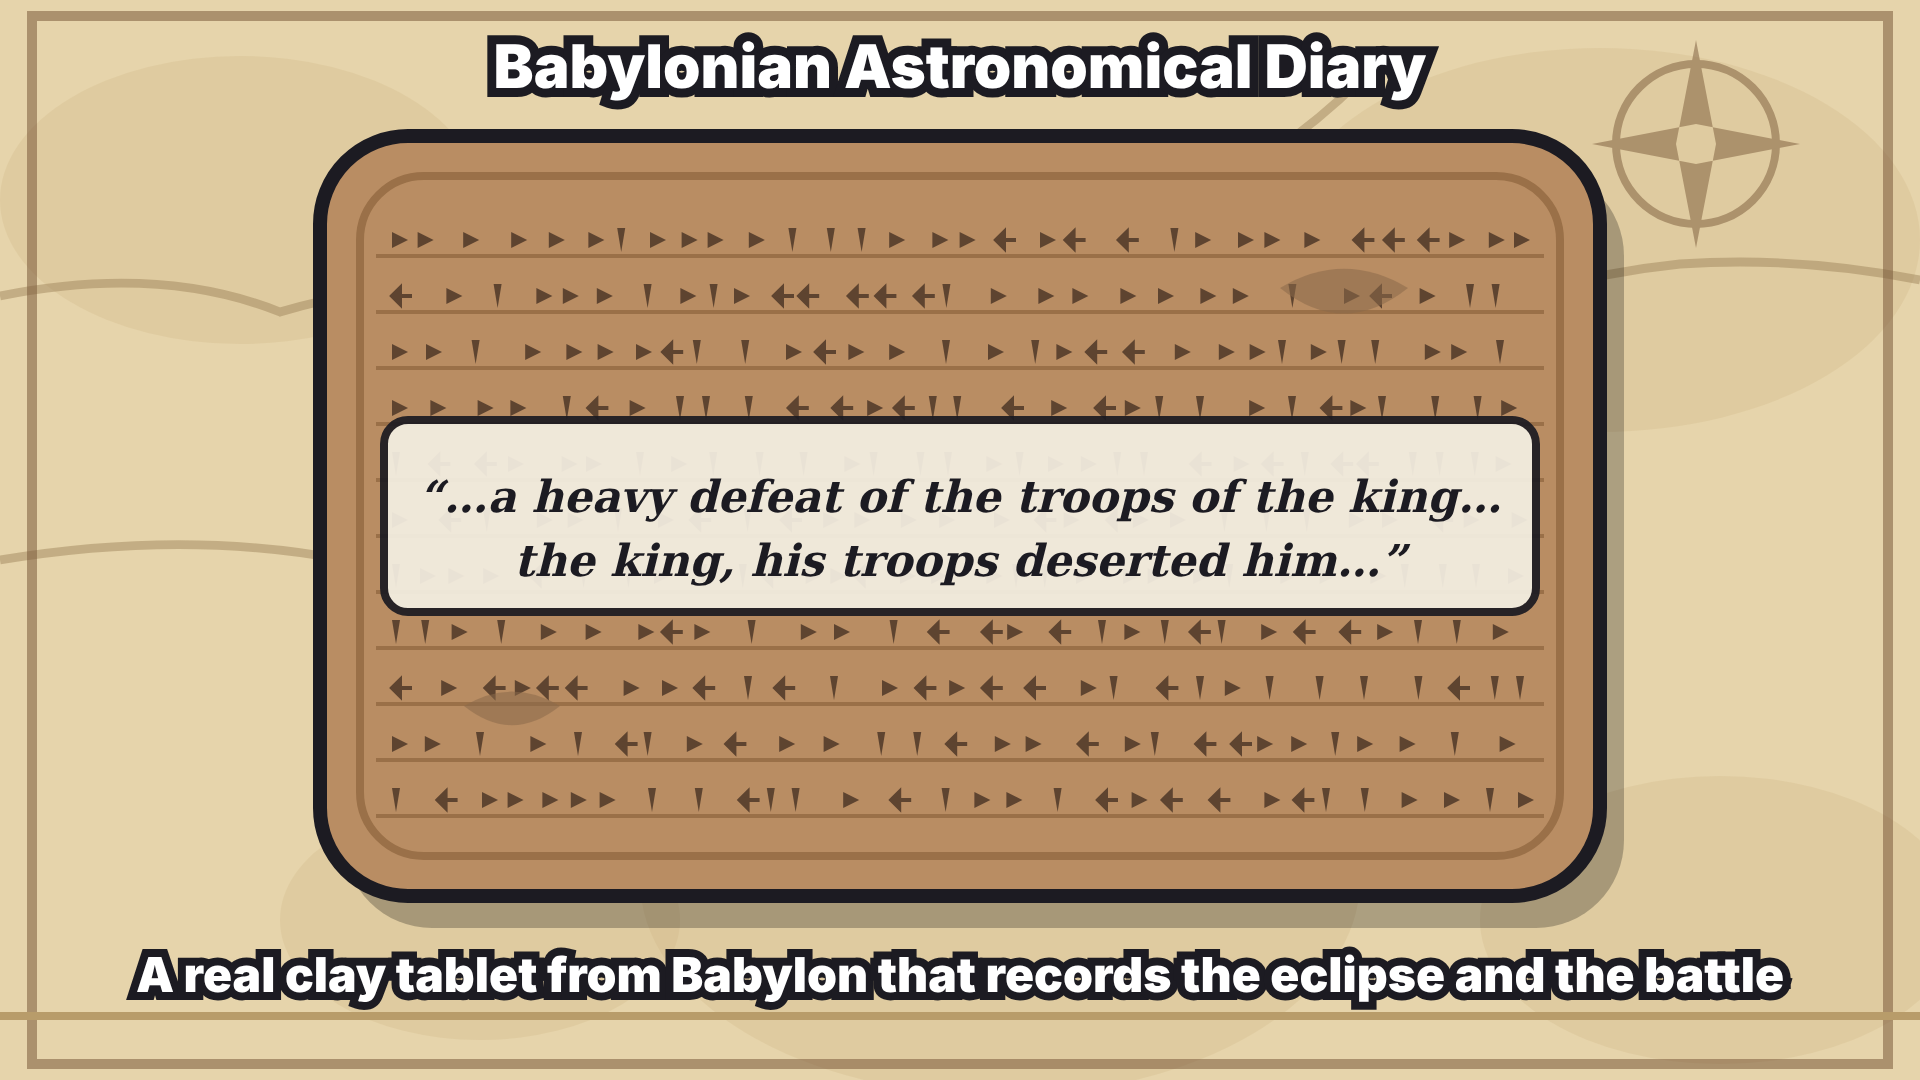 Babylonian Astronomical Diary
“…a heavy defeat of the troops of the king…
the king, his troops deserted him…”
A real clay tablet from Babylon that records the eclipse and the battle